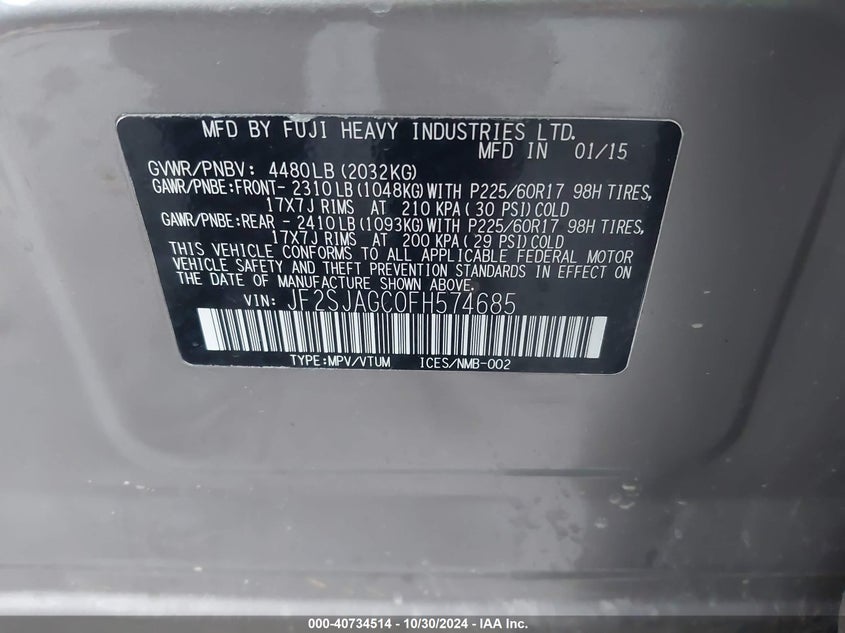 MFD BY FUJI HEAVY INDUSTRIES LTD.
MFD IN 01/15
GVWR/PNBV: 4480LB (2032KG)
GAWR/PNBE:FRONT- 2310LB (1048KG) WITH P225/60R17 98H TIRES,
17X7J RIMS AT 210 KPA (30 PSI) COLD
GAWR/PNBE:REAR - 2410LB (1093KG) WITH P225/60R17 98H TIRES,
17X7J RIMS AT 200 KPA (29 PSI) COLD
THIS VEHICLE CONFORMS TO ALL APPLICABLE FEDERAL MOTOR
VEHICLE SAFETY AND THEFT PREVENTION STANDARDS IN EFFECT ON
THE DATE OF MANUFACTURE SHOWN ABOVE.
VIN: JF2SJAGC0FH574685
TYPE:MPV/VTUM ICES/NMB-002
000-40734514 - 10/30/2024 - IAA Inc.